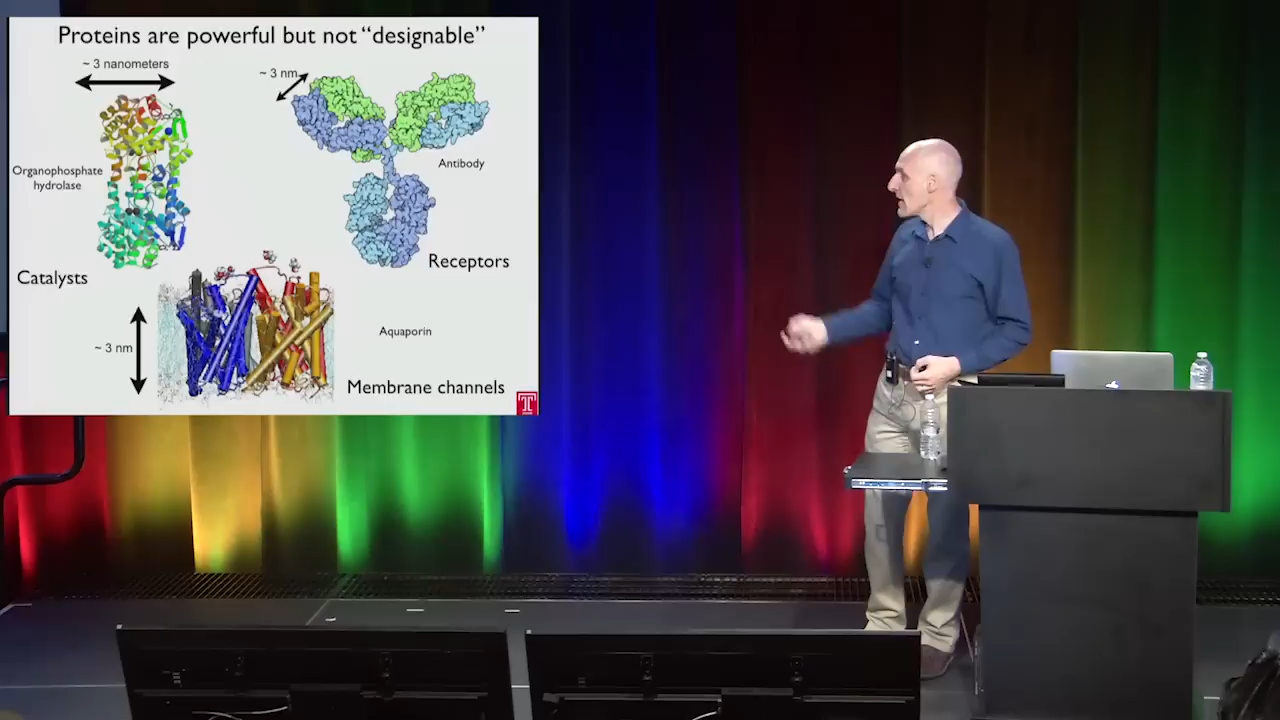 Proteins are powerful but not “designable”
~ 3 nanometers
~ 3 nm
Organophosphate
hydrolase
Antibody
Catalysts
Receptors
~ 3 nm
Aquaporin
Membrane channels
T